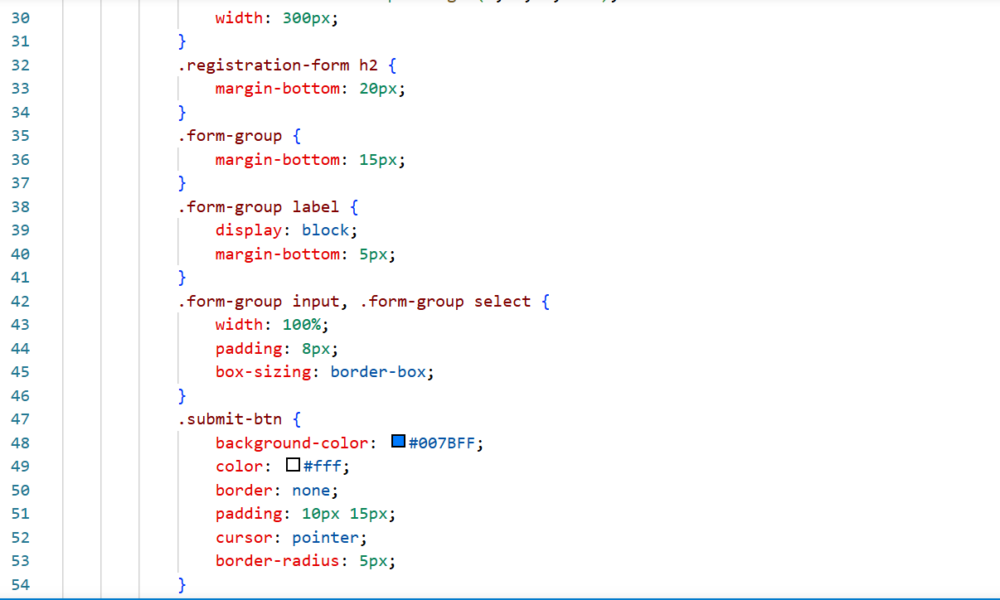 30 width: 300px;
31 }
32 .registration-form h2 {
33 margin-bottom: 20px;
34 }
35 .form-group {
36 margin-bottom: 15px;
37 }
38 .form-group label {
39 display: block;
40 margin-bottom: 5px;
41 }
42 .form-group input, .form-group select {
43 width: 100%;
44 padding: 8px;
45 box-sizing: border-box;
46 }
47 .submit-btn {
48 background-color: #007BFF;
49 color: #fff;
50 border: none;
51 padding: 10px 15px;
52 cursor: pointer;
53 border-radius: 5px;
54 }